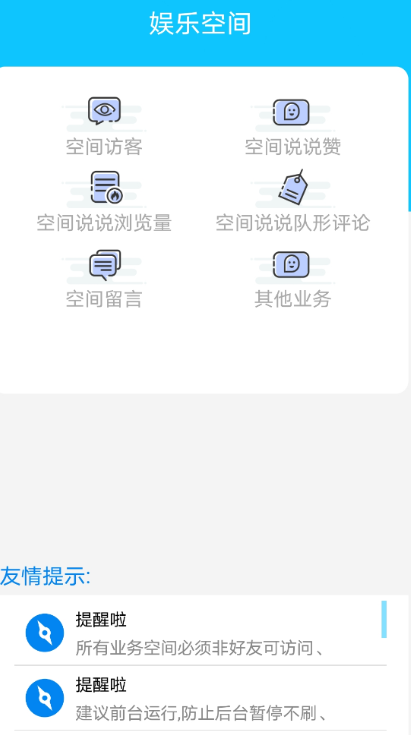 娱乐空间
空间访客
空间说说赞
空间说说浏览量
空间说说队形评论
空间留言
其他业务
友情提示:
提醒啦
所有业务空间必须非好友可访问、
提醒啦
建议前台运行,防止后台暂停不刷、